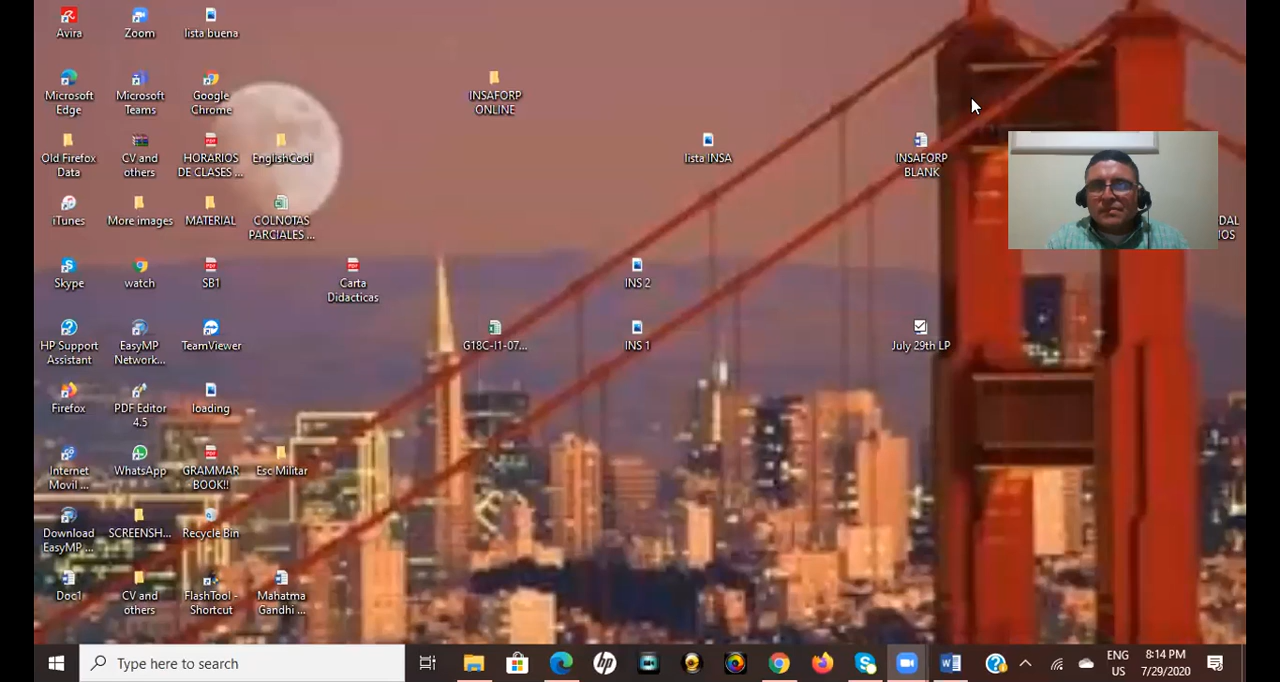 Avira
Zoom
lista buena
Microsoft
Edge
Microsoft
Teams
Google
Chrome
INSAFORP
ONLINE
Old Firefox
Data
CV and
others
HORARIOS
DE CLASES ...
EnglishCool
lista INSA
INSAFORP
BLANK
iTunes
More images
MATERIAL
COLNOTAS
PARCIALES ...
DAL
IOS
Skype
watch
SB1
Carta
Didacticas
INS 2
HP Support
Assistant
EasyMP
Network...
TeamViewer
G18C-I1-07...
INS 1
July 29th LP
Firefox
PDF Editor
4.5
loading
Internet
Movil ...
WhatsApp
GRAMMAR
BOOK!!
Esc Militar
Download
EasyMP ...
SCREENSH...
Recycle Bin
Doc1
CV and
others
FlashTool -
Shortcut
Mahatma
Gandhi ...
Type here to search
ENG
US
8:14 PM
7/29/2020